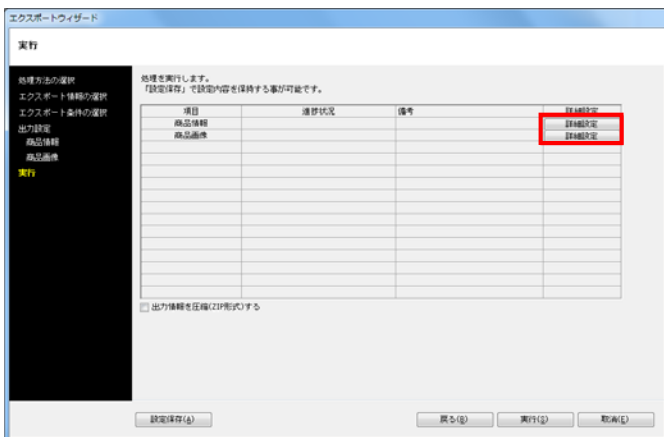 エクスポートウィザード
実行
処理方法の選択
エクスポート情報の選択
エクスポート条件の選択
出力設定
商品情報
商品画像
実行
処理を実行します。
「設定保存」で設定内容を保持する事が可能です。
項目 進捗状況 備考 詳細設定
商品情報 詳細設定
商品画像 詳細設定
出力情報を圧縮(ZIP形式)する
設定保存(A) 戻る(B) 実行(S) 取消(E)